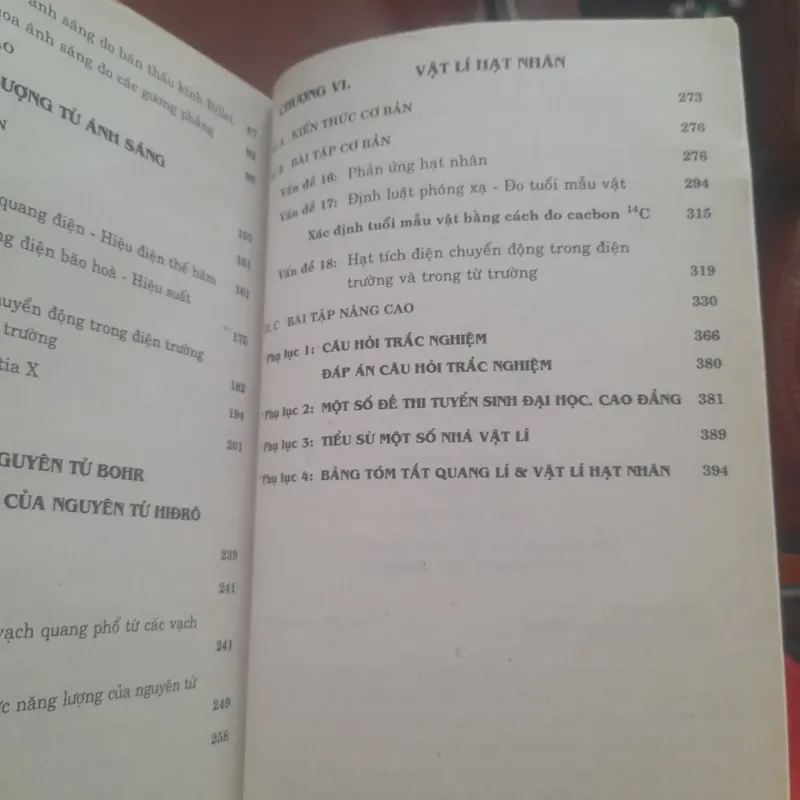 ánh sáng do bán thấu kính Billet 87
oa ánh sáng do các gương phẳng
AO
ƯỢNG TỬ ÁNH SÁNG
quang điện - Hiệu điện thế hãm
g điện bão hoà - Hiệu suất 161
uyển động trong điện trường 175
trường
tia X 182
194
201
GUYÊN TỬ BOHR
CỦA NGUYÊN TỬ HIĐRÔ
239
241
vạch quang phổ từ các vạch
241
ức năng lượng của nguyên tử
249
258
CHƯƠNG VI. VẬT LÍ HẠT NHÂN
A KIẾN THỨC CƠ BẢN 273
B BÀI TẬP CƠ BẢN 276
Vấn đề 16: Phản ứng hạt nhân 276
Vấn đề 17: Định luật phóng xạ - Đo tuổi mẫu vật 294
Xác định tuổi mẫu vật bằng cách đo cacbon ¹⁴C 315
Vấn đề 18: Hạt tích điện chuyển động trong điện
trường và trong từ trường 319
C BÀI TẬP NÂNG CAO 330
Phụ lục 1: CÂU HỎI TRẮC NGHIỆM 366
ĐÁP ÁN CÂU HỎI TRẮC NGHIỆM 380
Phụ lục 2: MỘT SỐ ĐỀ THI TUYỂN SINH ĐẠI HỌC, CAO ĐẲNG 381
Phụ lục 3: TIỂU SỬ MỘT SỐ NHÀ VẬT LÍ 389
Phụ lục 4: BẢNG TÓM TẮT QUANG LÍ & VẬT LÍ HẠT NHÂN 394